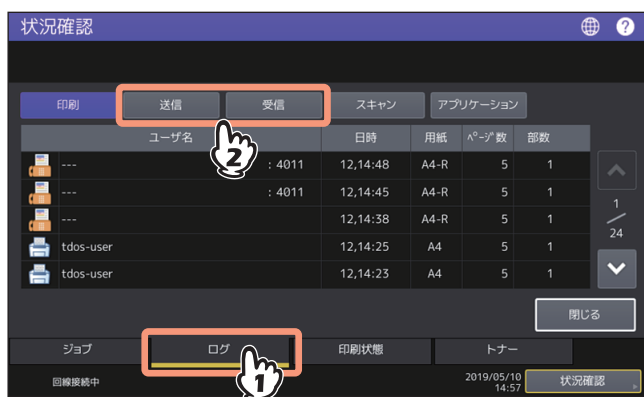 状況確認
?
印刷 送信 受信 スキャン アプリケーション
ユーザ名 日時 用紙 ページ数 部数
--- : 4011 12,14:48 A4-R 5 1
--- : 4011 12,14:45 A4-R 5 1
--- 12,14:38 A4-R 5 1
tdos-user 12,14:25 A4 5 1
tdos-user 12,14:23 A4 5 1
1
24
2
閉じる
ジョブ ログ 印刷状態 トナー
1
回線接続中 2019/05/10 状況確認
14:57